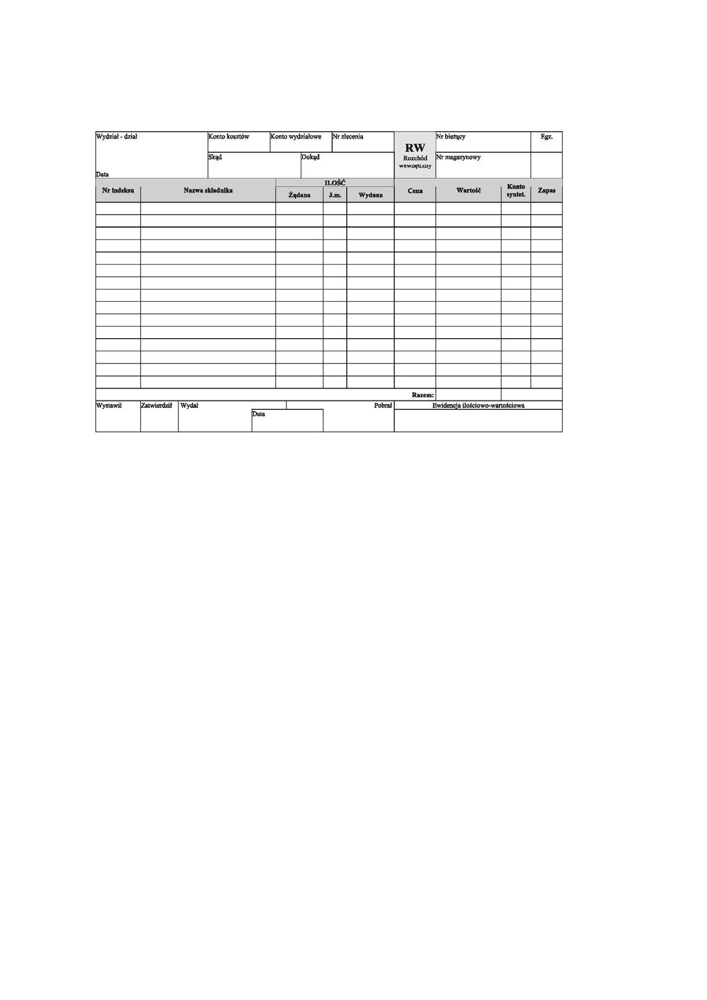 Wydział - dział
Konto kosztów
Konto wydziałowe
Nr zlecenia
RW
Rozchód
wewnętrzny
Nr bieżący
Egz.
Skąd
Dokąd
Nr magazynowy
Data
Nr indeksu
Nazwa składnika
ILOŚĆ
Żądana
J.m.
Wydana
Cena
Wartość
Konto
syntet.
Zapas
Razem:
Wystawił
Zatwierdził
Wydał
Data
Pobrał
Ewidencja ilościowo-wartościowa